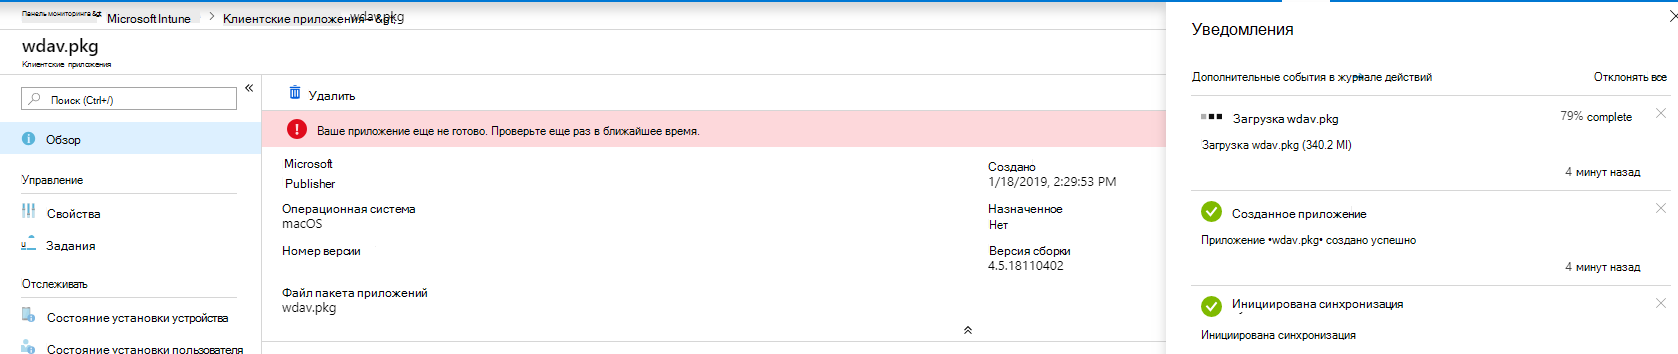 Панель мониторинга &gt
Microsoft Intune
Клиентские приложения – &gt;
wdav.pkg
wdav.pkg
Клиентские приложения
Поиск (Ctrl+/)
Обзор
Управление
Свойства
Задания
Отслеживать
Состояние установки устройства
Состояние установки пользователя
Удалить
Ваше приложение еще не готово. Проверьте еще раз в ближайшее время.
Microsoft
Publisher
Операционная система
macOS
Номер версии
Файл пакета приложений
wdav.pkg
Создано
1/18/2019, 2:29:53 PM
Назначенное
Нет
Версия сборки
4.5.18110402
Уведомления
Дополнительные события в журнале действий
Отклонять все
Загрузка wdav.pkg
79% complete
Загрузка wdav.pkg (340.2 MI)
4 минут назад
Созданное приложение
Приложение •wdav.pkg• создано успешно
4 минут назад
Инициирована синхронизация
Инициирована синхронизация